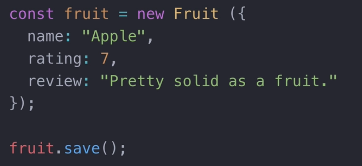 const fruit = new Fruit ({
  name: "Apple",
  rating: 7,
  review: "Pretty solid as a fruit."
});

fruit.save();